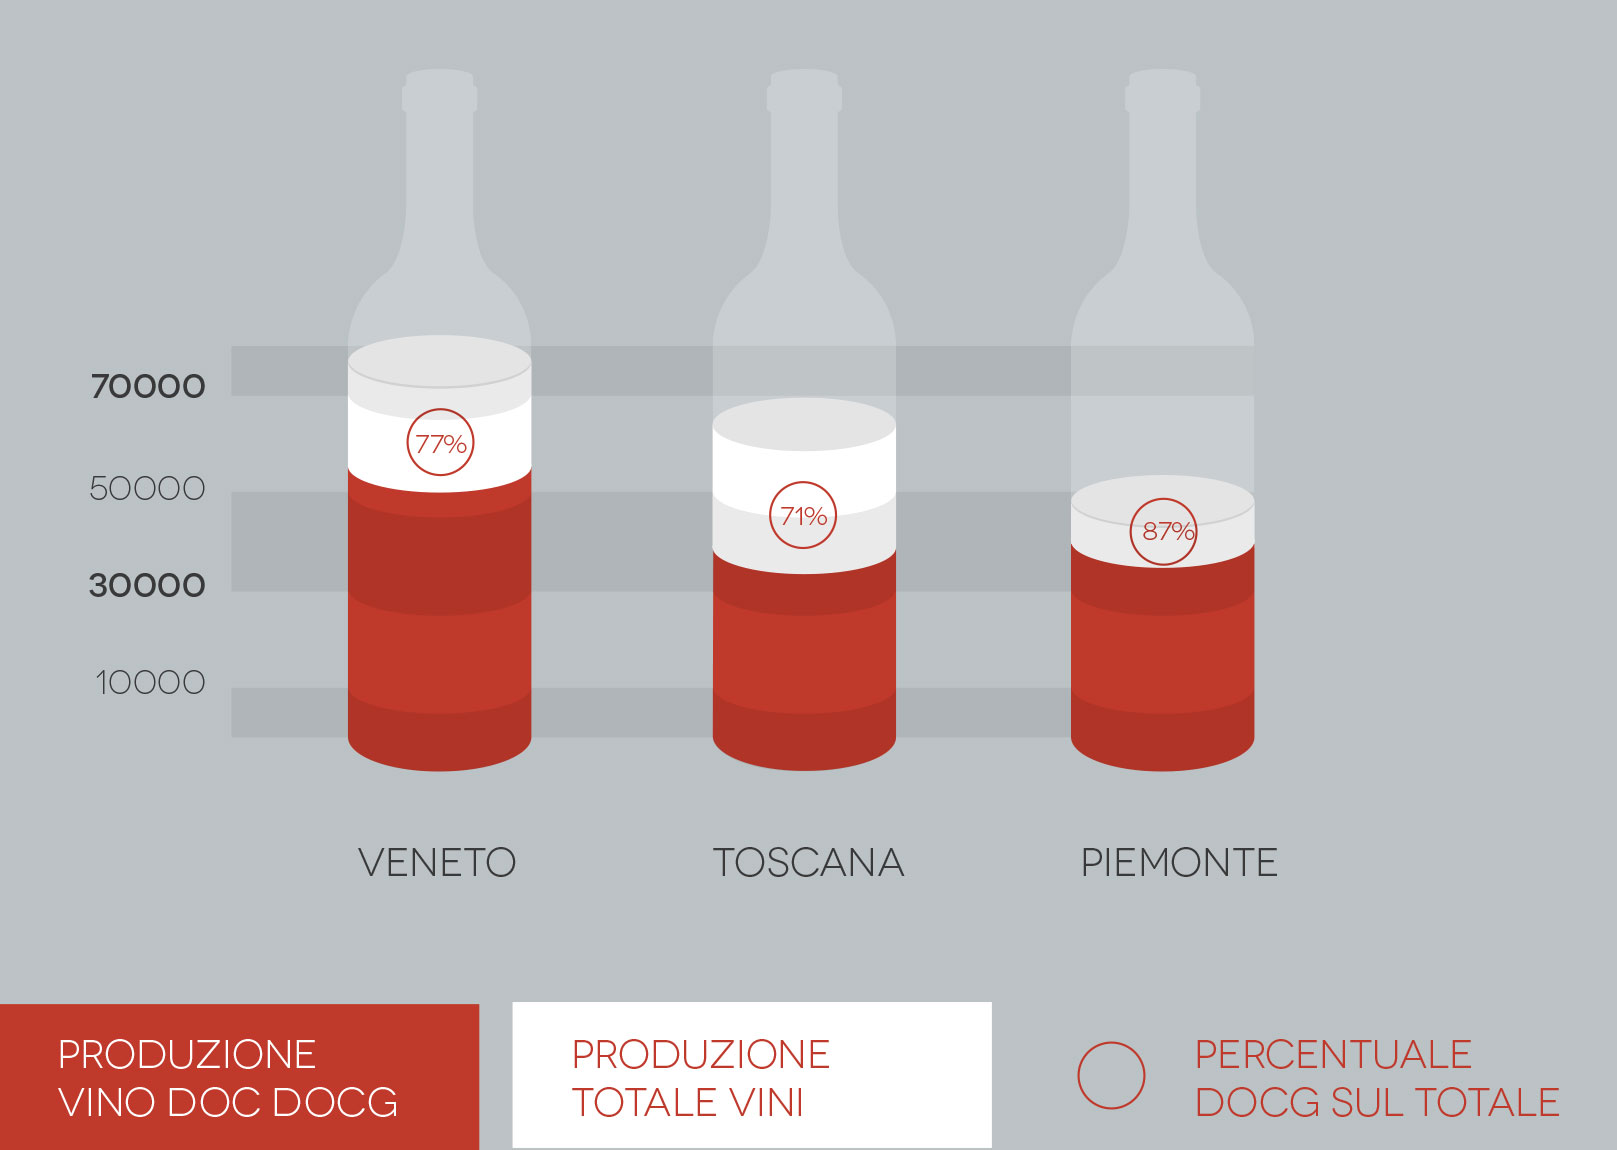 70000
77%
50000
71%
87%
30000
10000
VENETO
TOSCANA
PIEMONTE
PRODUZIONE
VINO DOC DOCG
PRODUZIONE
TOTALE VINI
PERCENTUALE
DOCG SUL TOTALE